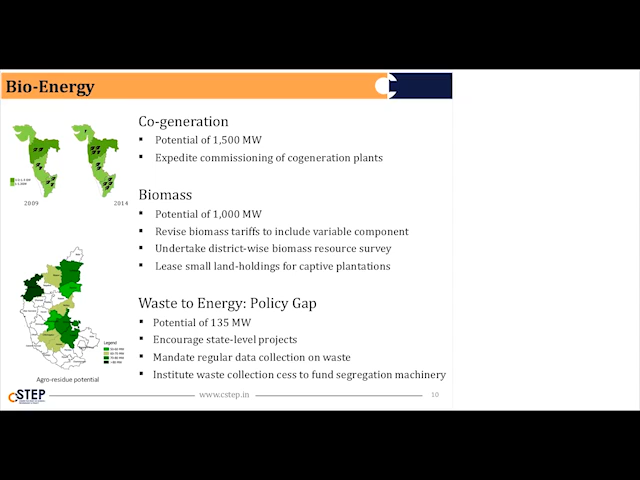 Bio-Energy
Co-generation
▪ Potential of 1,500 MW
▪ Expedite commissioning of cogeneration plants
2009
2014
Biomass
▪ Potential of 1,000 MW
▪ Revise biomass tariffs to include variable component
▪ Undertake district-wise biomass resource survey
▪ Lease small land-holdings for captive plantations
Waste to Energy: Policy Gap
▪ Potential of 135 MW
▪ Encourage state-level projects
▪ Mandate regular data collection on waste
▪ Institute waste collection cess to fund segregation machinery
Legend
Agro-residue potential
CSTEP
www.cstep.in
10